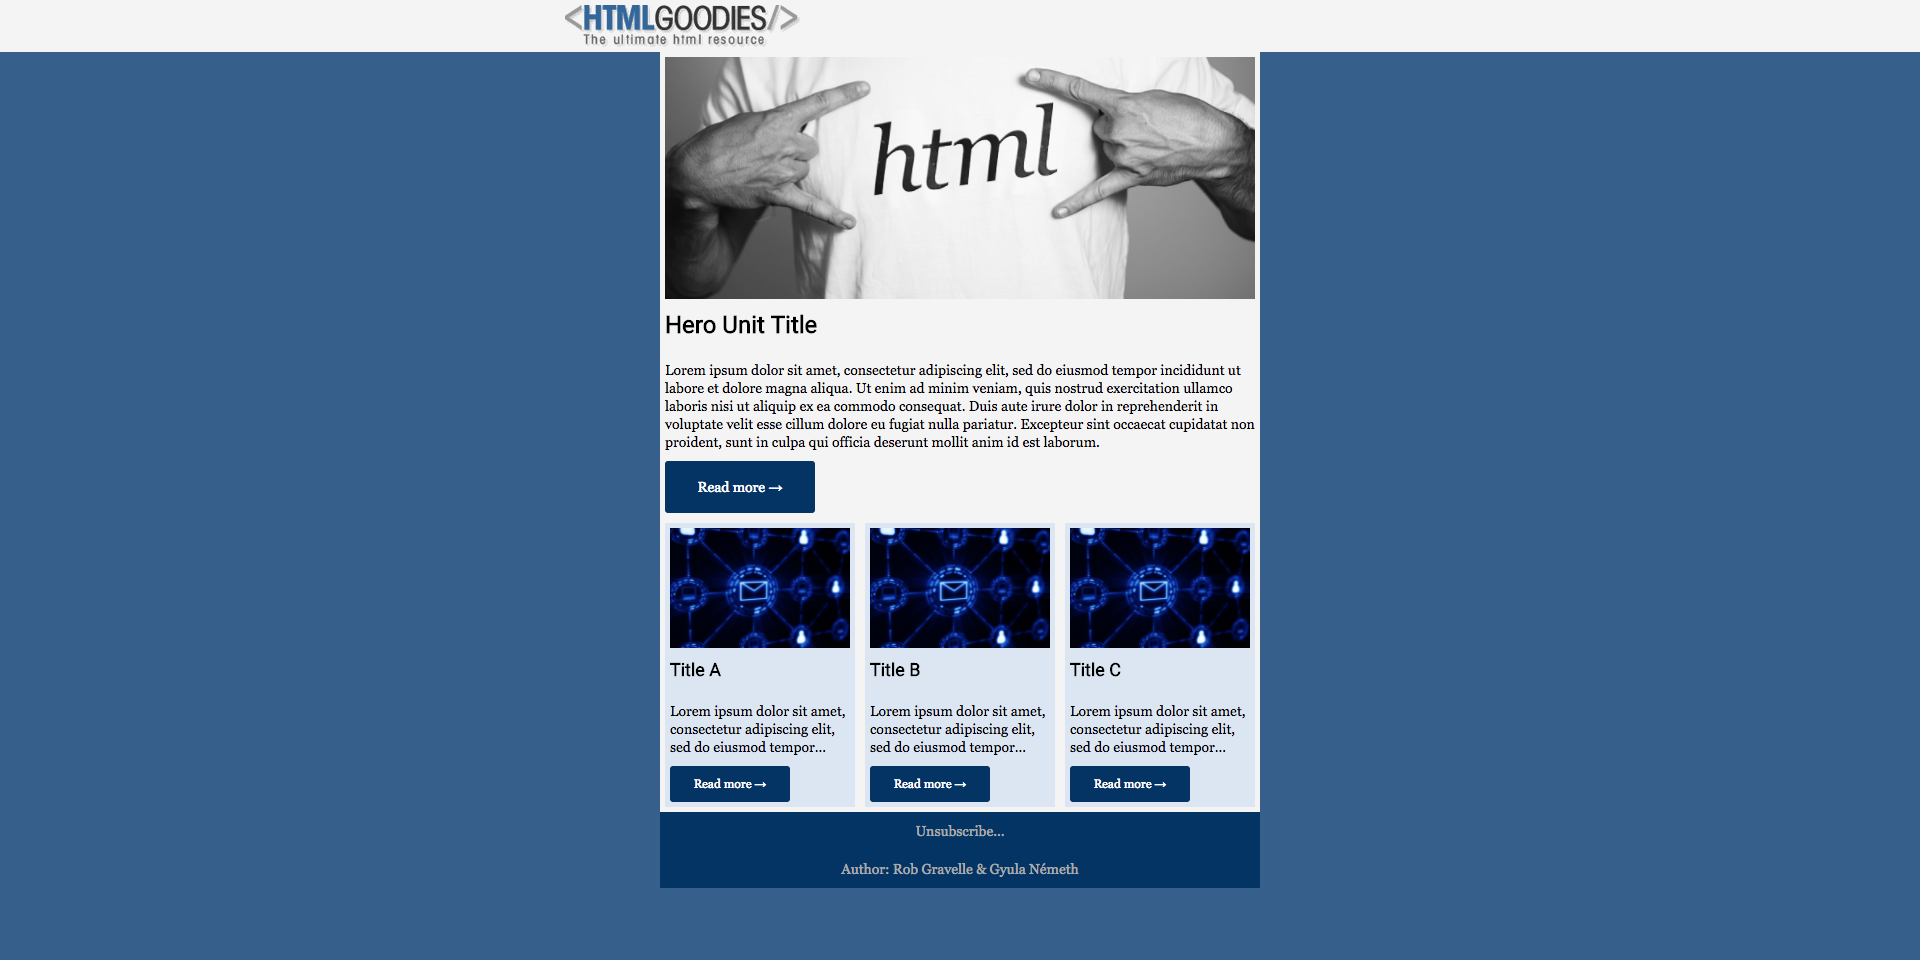 <HTMLGOODIES/>
The ultimate html resource
html
Hero Unit Title
Lorem ipsum dolor sit amet, consectetur adipiscing elit, sed do eiusmod tempor incididunt ut
labore et dolore magna aliqua. Ut enim ad minim veniam, quis nostrud exercitation ullamco
laboris nisi ut aliquip ex ea commodo consequat. Duis aute irure dolor in reprehenderit in
voluptate velit esse cillum dolore eu fugiat nulla pariatur. Excepteur sint occaecat cupidatat non
proident, sunt in culpa qui officia deserunt mollit anim id est laborum.
Read more →
Title A
Lorem ipsum dolor sit amet,
consectetur adipiscing elit,
sed do eiusmod tempor...
Read more →
Title B
Lorem ipsum dolor sit amet,
consectetur adipiscing elit,
sed do eiusmod tempor...
Read more →
Title C
Lorem ipsum dolor sit amet,
consectetur adipiscing elit,
sed do eiusmod tempor...
Read more →
Unsubscribe...
Author: Rob Gravelle & Gyula Németh